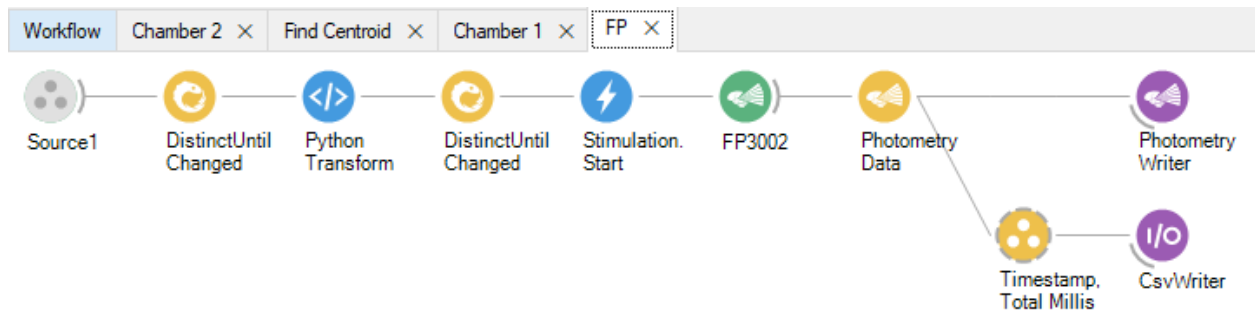 Workflow
Chamber 2
Find Centroid
Chamber 1
FP
Source1
DistinctUntil
Changed
</>
Python
Transform
DistinctUntil
Changed
Stimulation.
Start
FP3002
Photometry
Data
Photometry
Writer
Timestamp,
Total Millis
I/O
CsvWriter